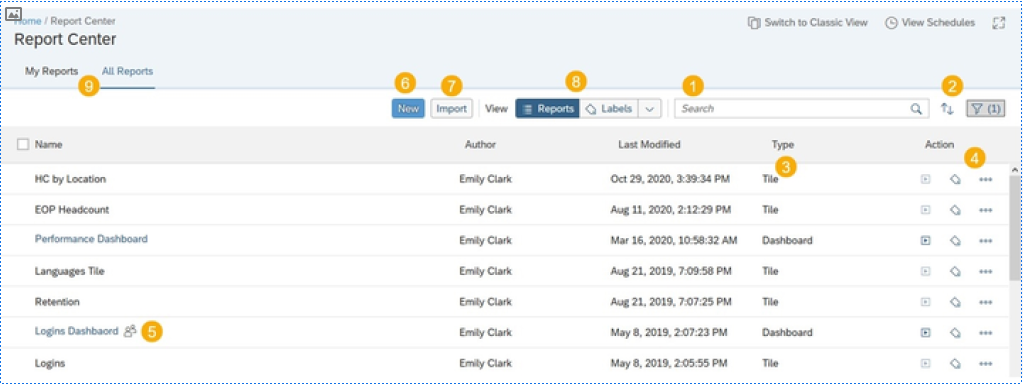 Home / Report Center
Switch to Classic View View Schedules
Report Center
My Reports All Reports
9 6 7 8 1 2
New Import View Reports Labels Search (1)
Name Author Last Modified Type Action
3 4
HC by Location Emily Clark Oct 29, 2020, 3:39:34 PM Tile
EOP Headcount Emily Clark Aug 11, 2020, 2:12:29 PM Tile
Performance Dashboard Emily Clark Mar 16, 2020, 10:58:32 AM Dashboard
Languages Tile Emily Clark Aug 21, 2019, 7:09:58 PM Tile
Retention Emily Clark Aug 21, 2019, 7:07:25 PM Tile
Logins Dashbaord 5 Emily Clark May 8, 2019, 2:07:23 PM Dashboard
Logins Emily Clark May 8, 2019, 2:05:55 PM Tile